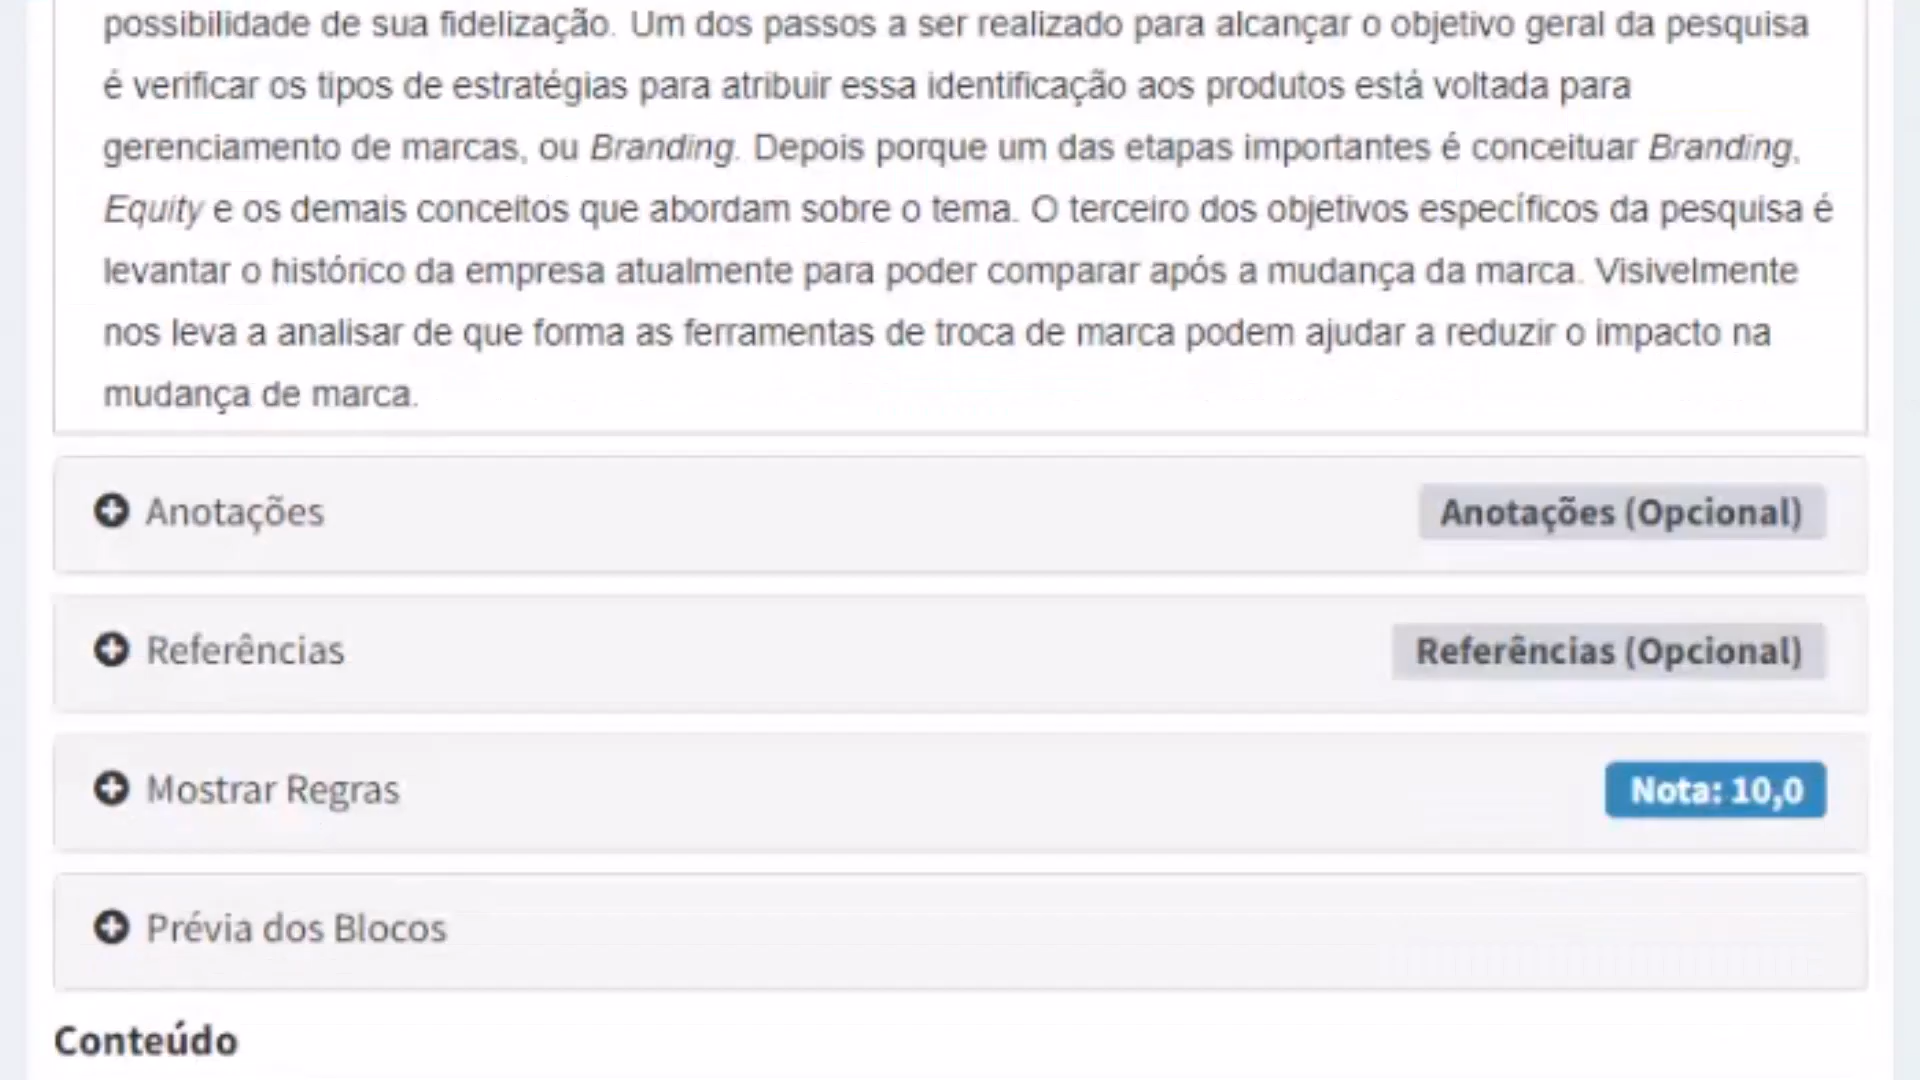 possibilidade de sua fidelização. Um dos passos a ser realizado para alcançar o objetivo geral da pesquisa
é verificar os tipos de estratégias para atribuir essa identificação aos produtos está voltada para
gerenciamento de marcas, ou Branding. Depois porque um das etapas importantes é conceituar Branding,
Equity e os demais conceitos que abordam sobre o tema. O terceiro dos objetivos específicos da pesquisa é
levantar o histórico da empresa atualmente para poder comparar após a mudança da marca. Visivelmente
nos leva a analisar de que forma as ferramentas de troca de marca podem ajudar a reduzir o impacto na
mudança de marca.
Anotações Anotações (Opcional)
Referências Referências (Opcional)
Mostrar Regras Nota: 10,0
Prévia dos Blocos
Conteúdo